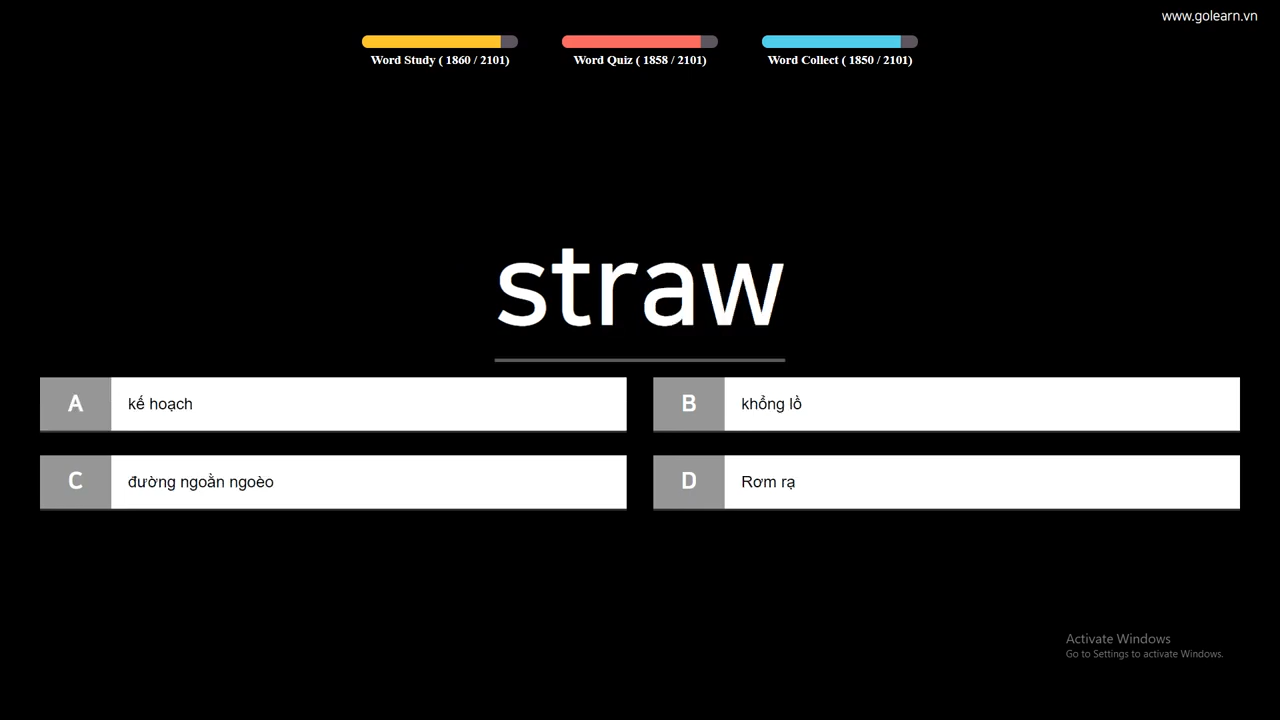 www.golearn.vn
Word Study ( 1860 / 2101)
Word Quiz ( 1858 / 2101)
Word Collect ( 1850 / 2101)
straw
A kế hoạch
B khổng lồ
C đường ngoằn ngoèo
D Rơm rạ
Activate Windows
Go to Settings to activate Windows.